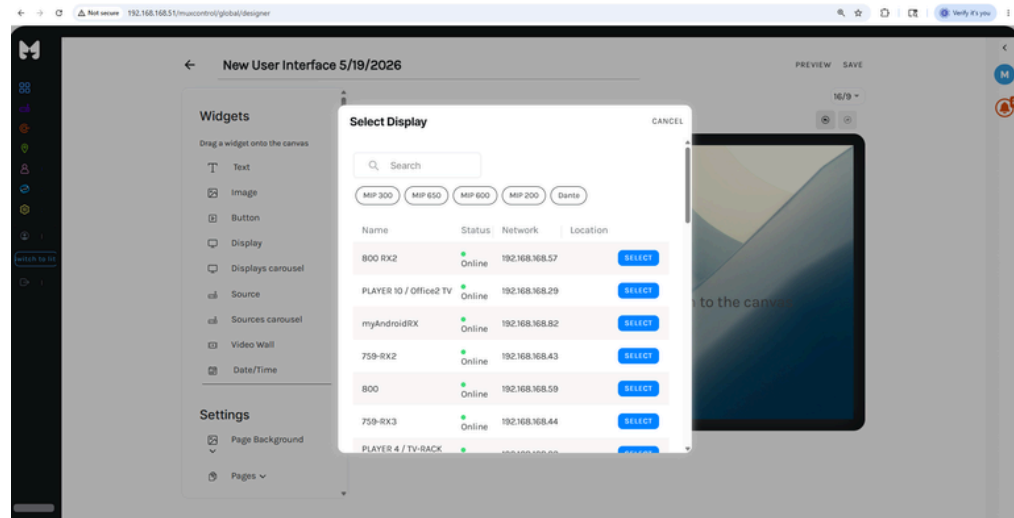 Not secure 192.168.168.51/muxcontrol/global/designer
Verify it's you
New User Interface 5/19/2026
PREVIEW SAVE
16/9
Widgets
Drag a widget onto the canvas
Text
Image
Button
Display
Displays carousel
Source
Sources carousel
Video Wall
Date/Time
Settings
Page Background
Pages
witch to lit
M
Select Display
CANCEL
Search
MIP 300 MIP 650 MIP 600 MIP 200 Dante
Name Status Network Location
800 RX2 Online 192.168.168.57 SELECT
PLAYER 10 / Office2 TV Online 192.168.168.29 SELECT
myAndroidRX Online 192.168.168.82 SELECT
759-RX2 Online 192.168.168.43 SELECT
800 Online 192.168.168.59 SELECT
759-RX3 Online 192.168.168.44 SELECT
PLAYER 4 / TV-RACK
to the canv